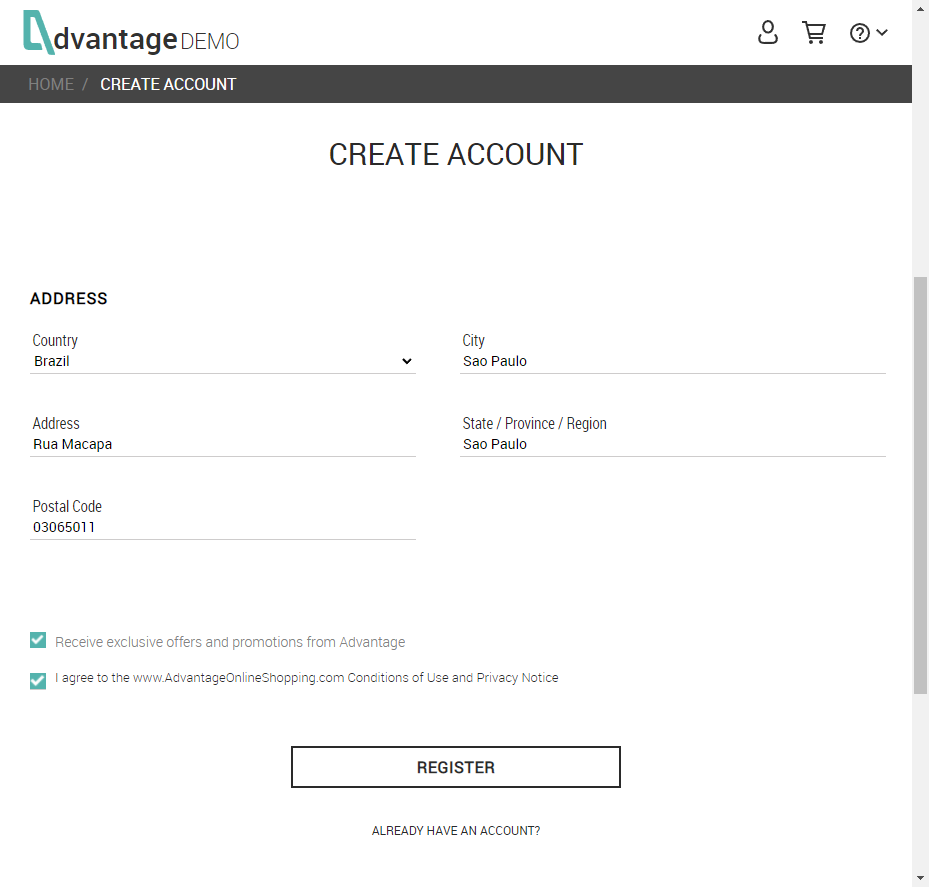 dvantage DEMO
HOME / CREATE ACCOUNT
CREATE ACCOUNT
ADDRESS
Country
Brazil
City
Sao Paulo
Address
Rua Macapa
State / Province / Region
Sao Paulo
Postal Code
03065011
Receive exclusive offers and promotions from Advantage
I agree to the www.AdvantageOnlineShopping.com Conditions of Use and Privacy Notice
REGISTER
ALREADY HAVE AN ACCOUNT?